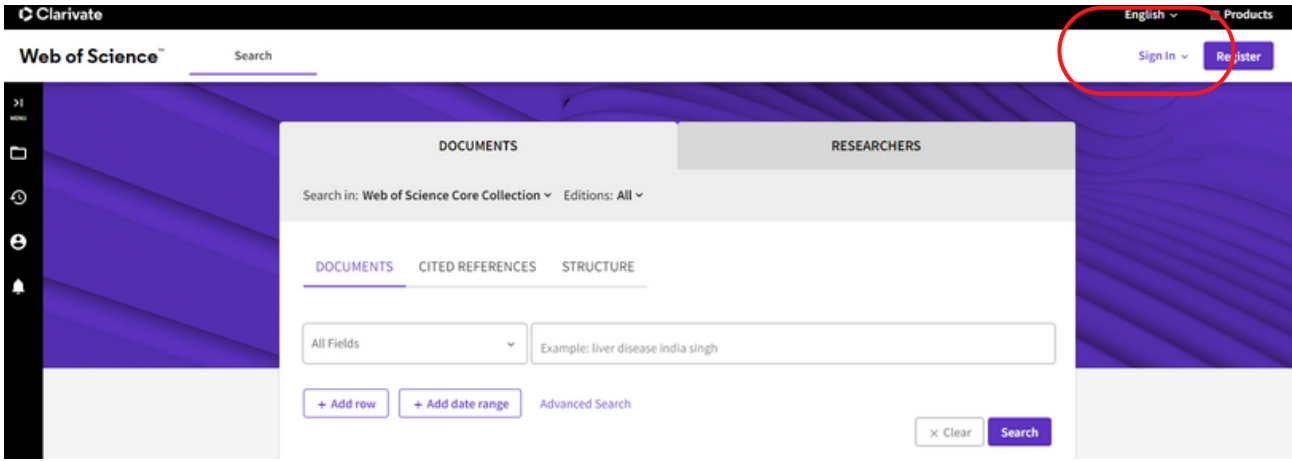 Clarivate
English Products
Web of Science™ Search Sign In Register
MENU
DOCUMENTS RESEARCHERS
Search in: Web of Science Core Collection Editions: All
DOCUMENTS CITED REFERENCES STRUCTURE
All Fields Example: liver disease india singh
+ Add row + Add date range Advanced Search
× Clear Search